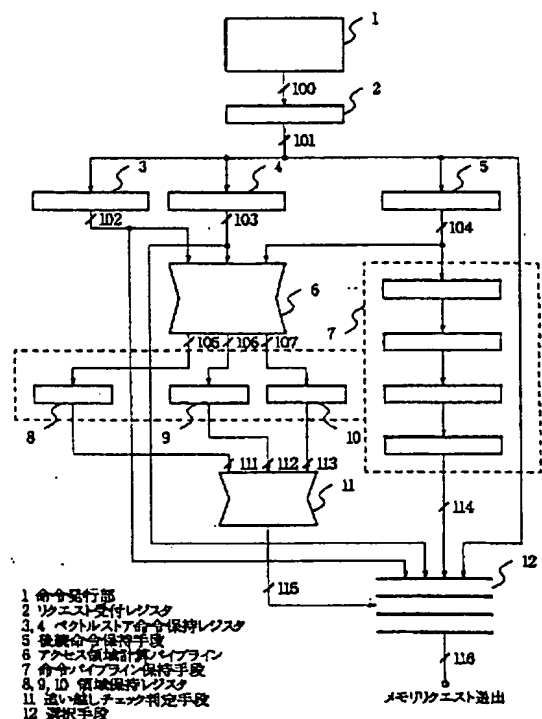 1
100
2
101
3
4
5
102
103
104
6
7
105
106
107
8
9
10
111
112
113
11
114
12
115
116
メモリリクエスト送出
1 命令発行部
2 リクエスト受付レジスタ
3,4 ベクトルストア命令保持レジスタ
5 後続命令保持手段
6 アクセス領域計算パイプライン
7 命令パイプライン保持手段
8,9,10 領域保持レジスタ
11 追い越しチェック判定手段
12 選択手段